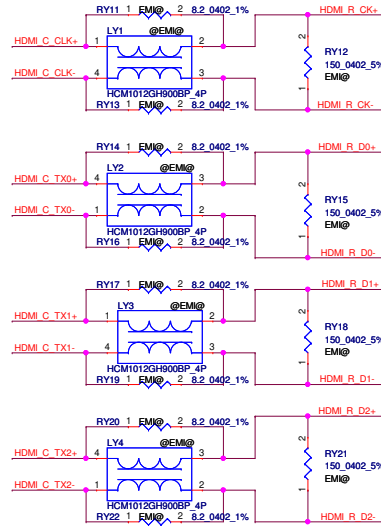 RY11 1 EMI@ 2 8.2_0402_1% HDMI_R_CK+
LY1 @EMI@
HDMI_C_CLK+ 1 2 2
RY12
150_0402_5%
EMI@
HDMI_C_CLK- 4 3 1
HCM1012GH900BP_4P
RY13 1 EMI@ 2 8.2_0402_1% HDMI_R_CK-
RY14 1 EMI@ 2 8.2_0402_1% HDMI_R_D0+
LY2 @EMI@
HDMI_C_TX0+ 4 3 2
RY15
150_0402_5%
EMI@
HDMI_C_TX0- 1 2 1
HCM1012GH900BP_4P
RY16 1 EMI@ 2 8.2_0402_1% HDMI_R_D0-
RY17 1 EMI@ 2 8.2_0402_1% HDMI_R_D1+
LY3 @EMI@
HDMI_C_TX1+ 1 2 2
RY18
150_0402_5%
EMI@
HDMI_C_TX1- 4 3 1
HCM1012GH900BP_4P
RY19 1 EMI@ 2 8.2_0402_1% HDMI_R_D1-
RY20 1 EMI@ 2 8.2_0402_1% HDMI_R_D2+
LY4 @EMI@
HDMI_C_TX2+ 4 3 2
RY21
150_0402_5%
EMI@
HDMI_C_TX2- 1 2 1
HCM1012GH900BP_4P
RY22 1 EMI@ 2 8.2_0402_1% HDMI_R_D2-